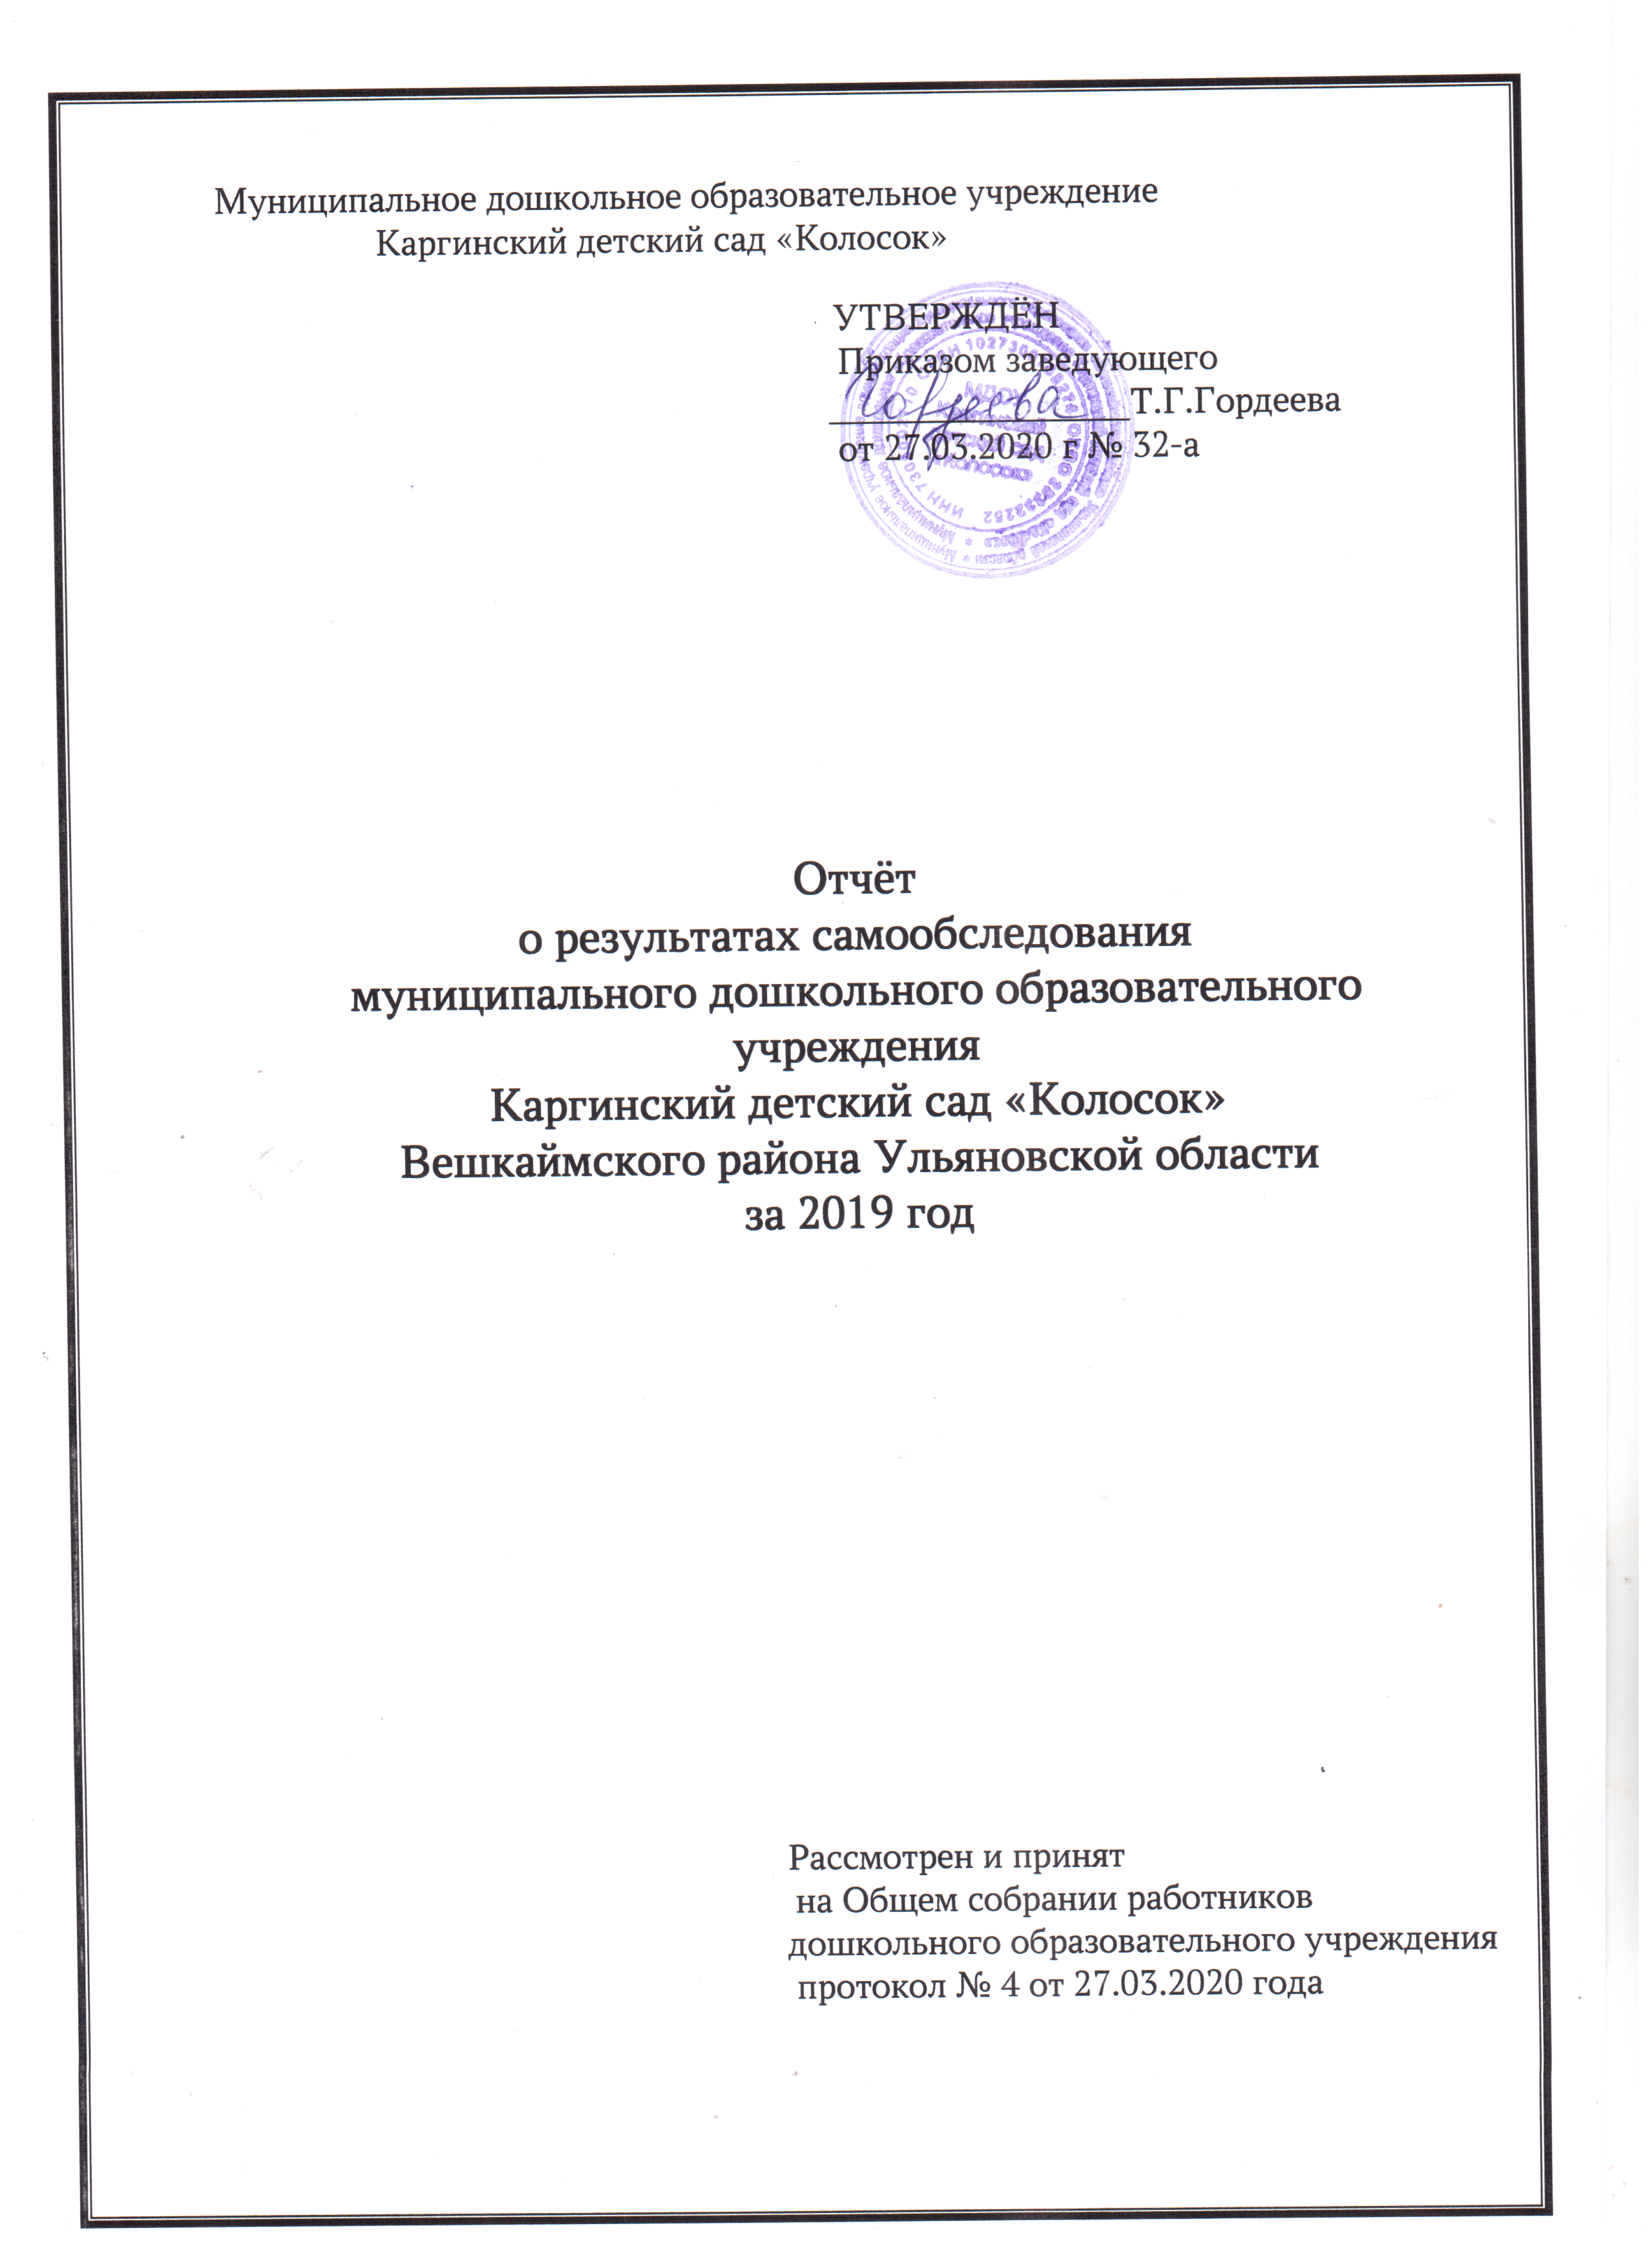 Муниципальное дошкольное образовательное учреждение
Каргинский детский сад «Колосок»
УТВЕРЖДЁН
Приказом заведующего
Гордеева Т.Г.Гордеева
от 27.03.2020 г № 32-а
Отчёт
о результатах самообследования
муниципального дошкольного образовательного
учреждения
Каргинский детский сад «Колосок»
Вешкаймского района Ульяновской области
за 2019 год
Рассмотрен и принят
на Общем собрании работников
дошкольного образовательного учреждения
протокол № 4 от 27.03.2020 года